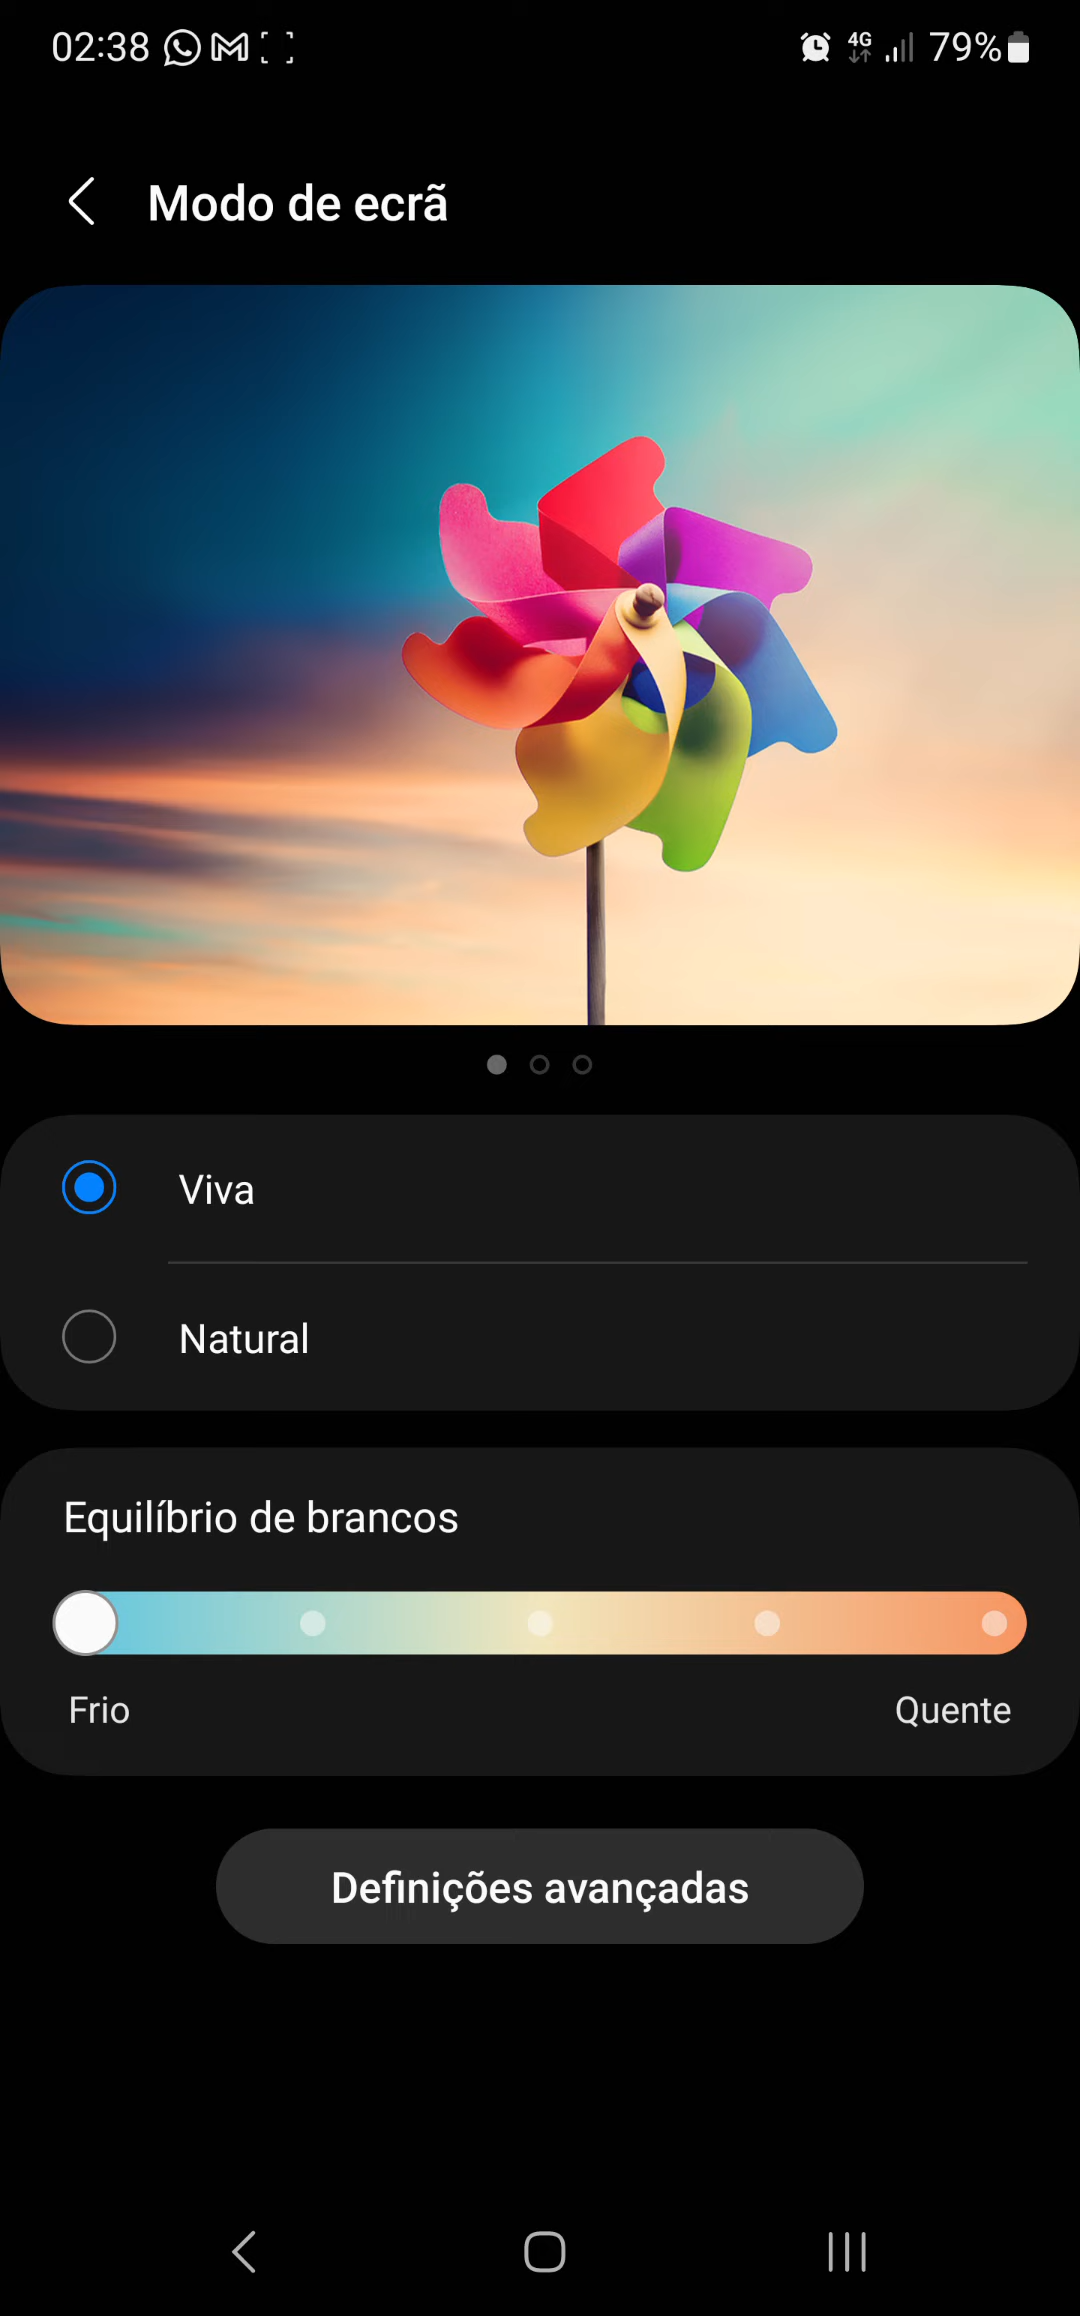 02:38
4G
79%
Modo de ecrã
Viva
Natural
Equilíbrio de brancos
Frio
Quente
Definições avançadas